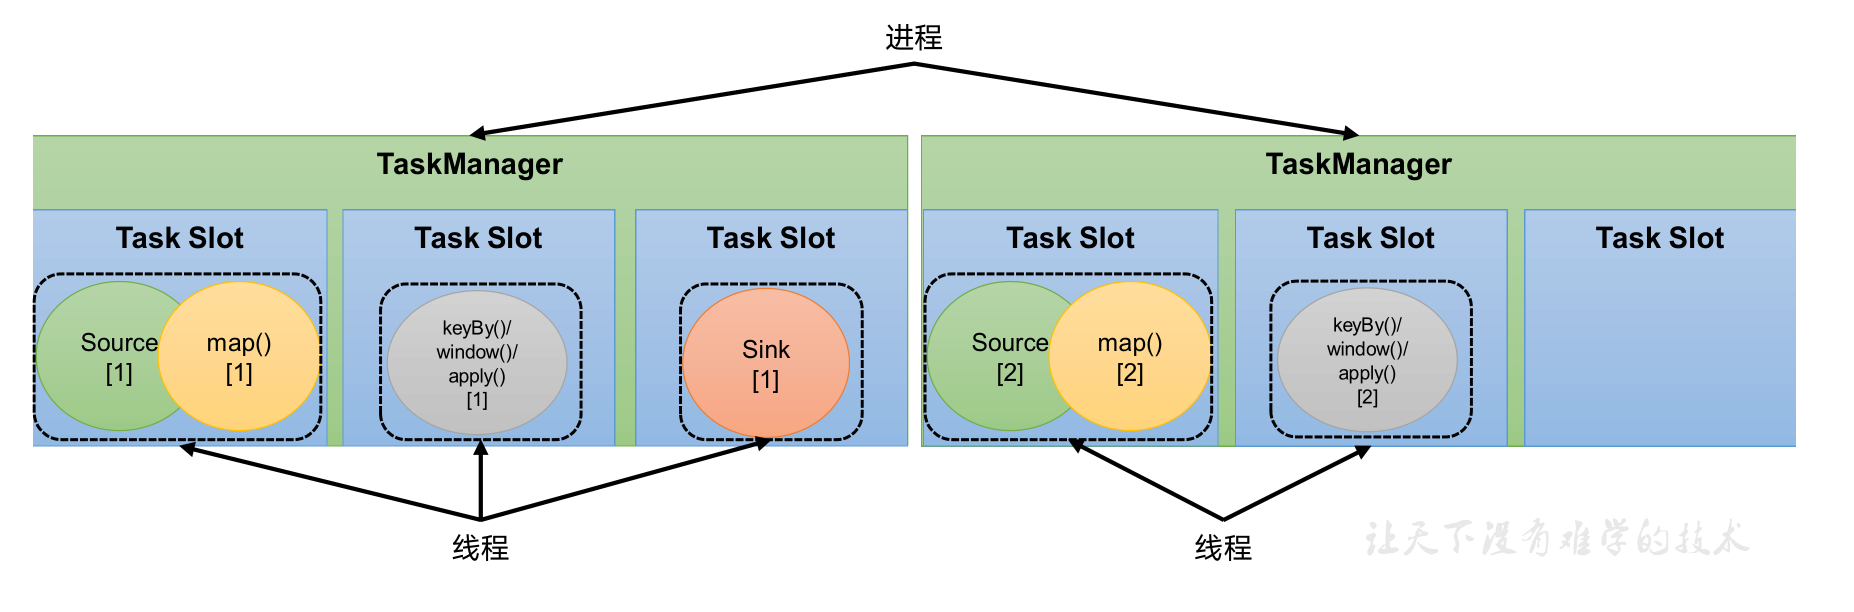 进程
TaskManager
TaskManager
Task Slot
Task Slot
Task Slot
Task Slot
Task Slot
Task Slot
Source
[1]
map()
[1]
keyBy()/
window()/
apply()
[1]
Sink
[1]
Source
[2]
map()
[2]
keyBy()/
window()/
apply()
[2]
线程
线程
让天下没有难学的技术